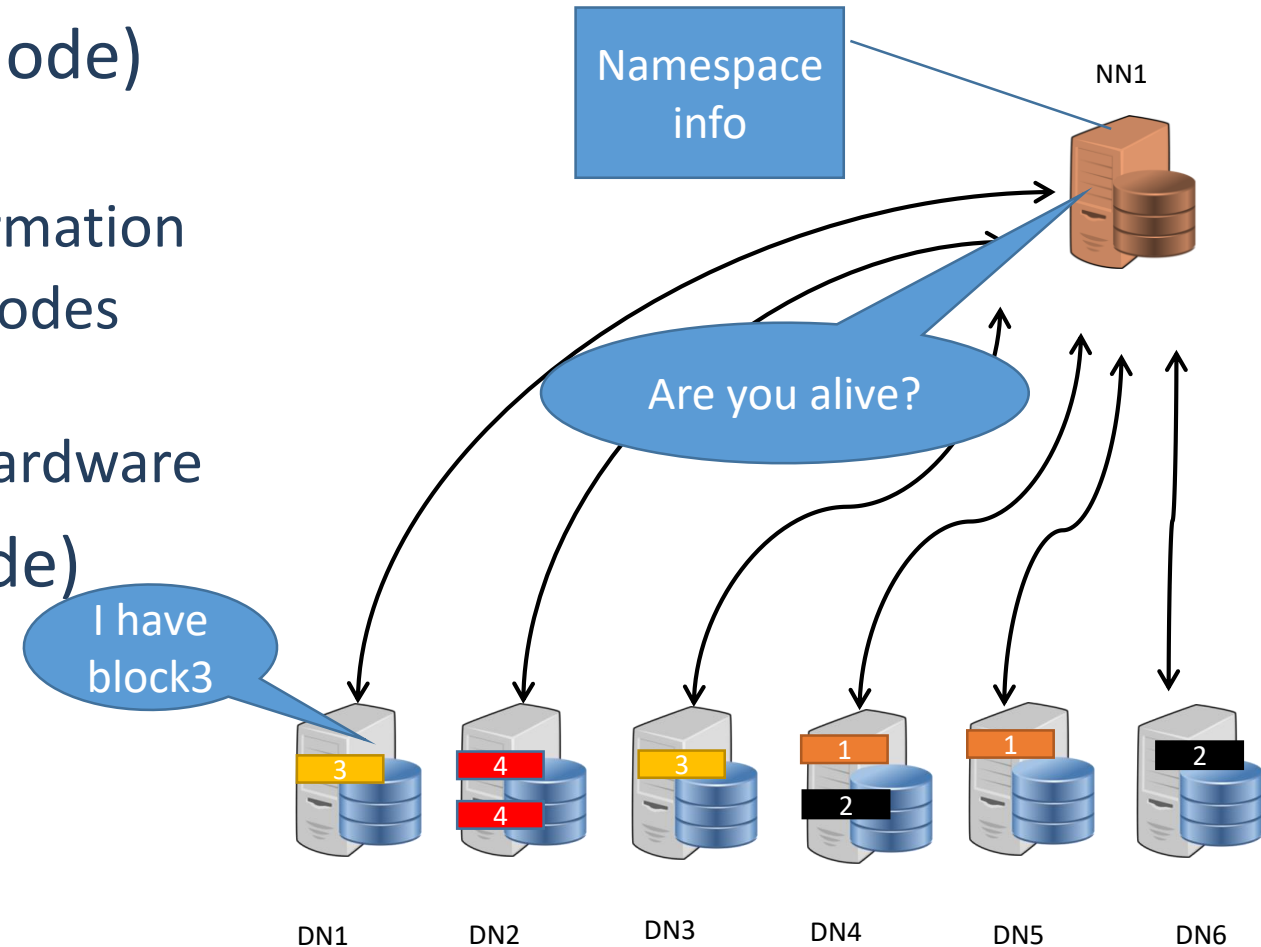 ode)
rmation
odes
ardware
de)
Namespace
info
NN1
Are you alive?
I have
block3
3
4
4
3
1
2
1
2
DN1
DN2
DN3
DN4
DN5
DN6